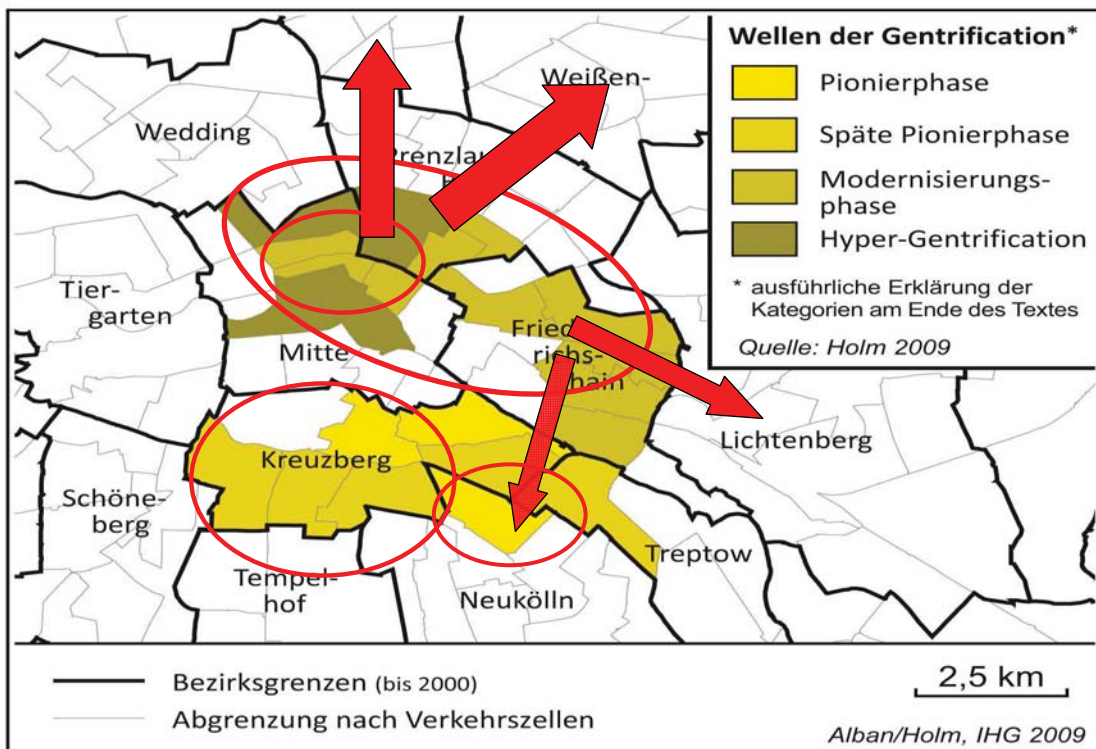 Wellen der Gentrification*
Pionierphase
Späte Pionierphase
Modernisierungs-
phase
Hyper-Gentrification
* ausführliche Erklärung der
Kategorien am Ende des Textes
Quelle: Holm 2009
Weißen-
Wedding
Prenzlau
Tier-
garten
Mitte
Fried
richs-
hain
Lichtenberg
Kreuzberg
Schöne-
berg
Treptow
Tempel-
hof
Neukölln
Bezirksgrenzen (bis 2000)
Abgrenzung nach Verkehrszellen
2,5 km
Alban/Holm, IHG 2009